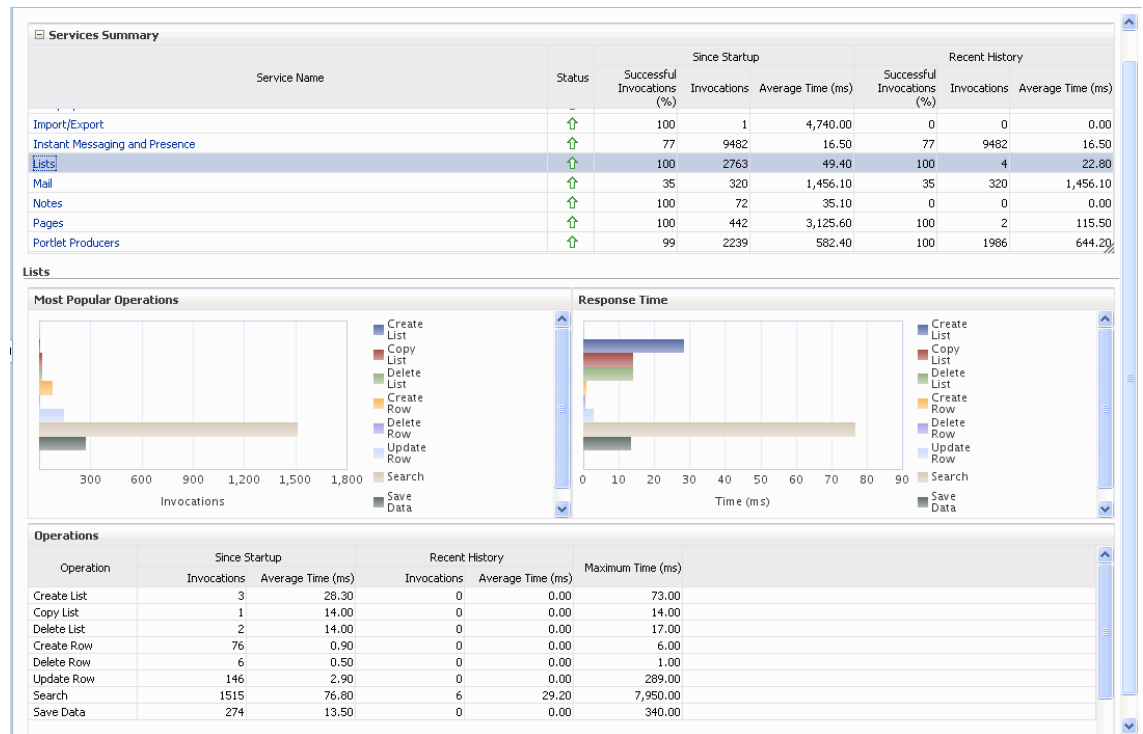 Services Summary
Since Startup Recent History
Service Name Status Successful Invocations (%) Invocations Average Time (ms) Successful Invocations (%) Invocations Average Time (ms)
Import/Export 100 1 4,740.00 0 0 0.00
Instant Messaging and Presence 77 9482 16.50 77 9482 16.50
Lists 100 2763 49.40 100 4 22.80
Mail 35 320 1,456.10 35 320 1,456.10
Notes 100 72 35.10 0 0 0.00
Pages 100 442 3,125.60 100 2 115.50
Portlet Producers 99 2239 582.40 100 1986 644.20
Lists
Most Popular Operations
Create List
Copy List
Delete List
Create Row
Delete Row
Update Row
Search
Save Data
300 600 900 1,200 1,500 1,800
Invocations
Response Time
Create List
Copy List
Delete List
Create Row
Delete Row
Update Row
Search
Save Data
0 10 20 30 40 50 60 70 80 90
Time (ms)
Operations
Operation Since Startup Recent History Maximum Time (ms)
Invocations Average Time (ms) Invocations Average Time (ms)
Create List 3 28.30 0 0.00 73.00
Copy List 1 14.00 0 0.00 14.00
Delete List 2 14.00 0 0.00 17.00
Create Row 76 0.90 0 0.00 6.00
Delete Row 6 0.50 0 0.00 1.00
Update Row 146 2.90 0 0.00 289.00
Search 1515 76.80 6 29.20 7,950.00
Save Data 274 13.50 0 0.00 340.00